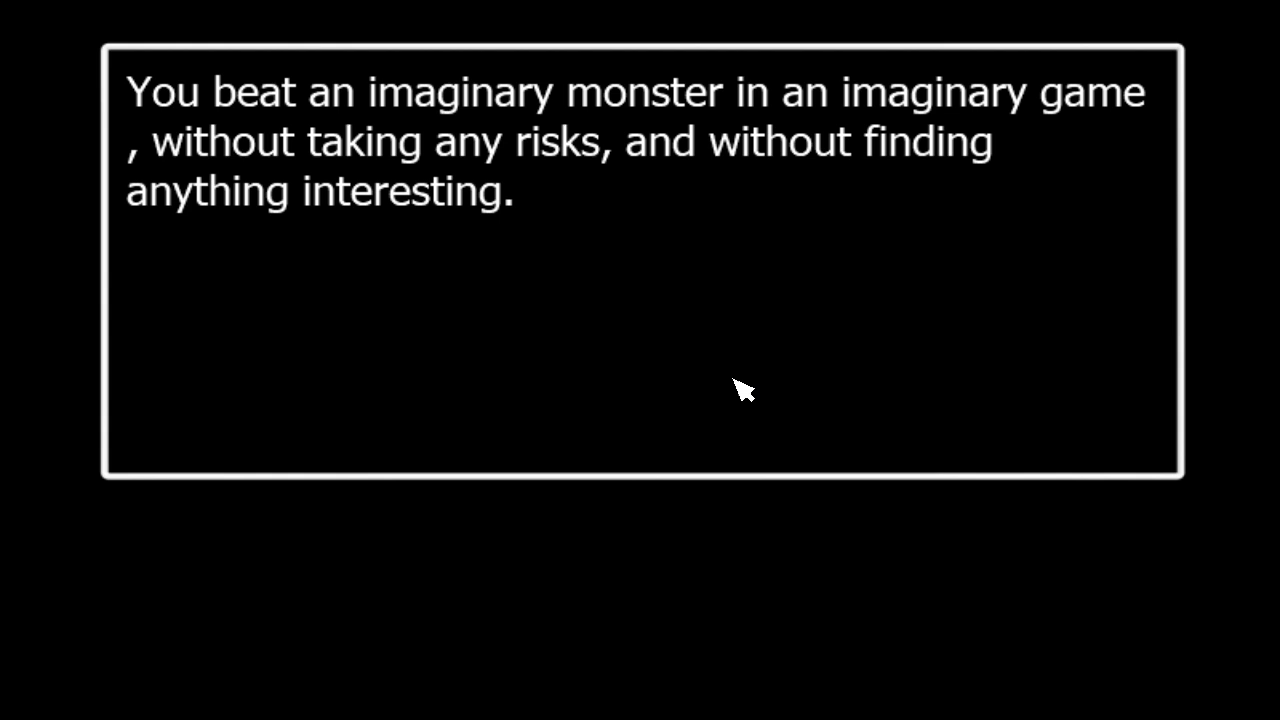 You beat an imaginary monster in an imaginary game
, without taking any risks, and without finding
anything interesting.